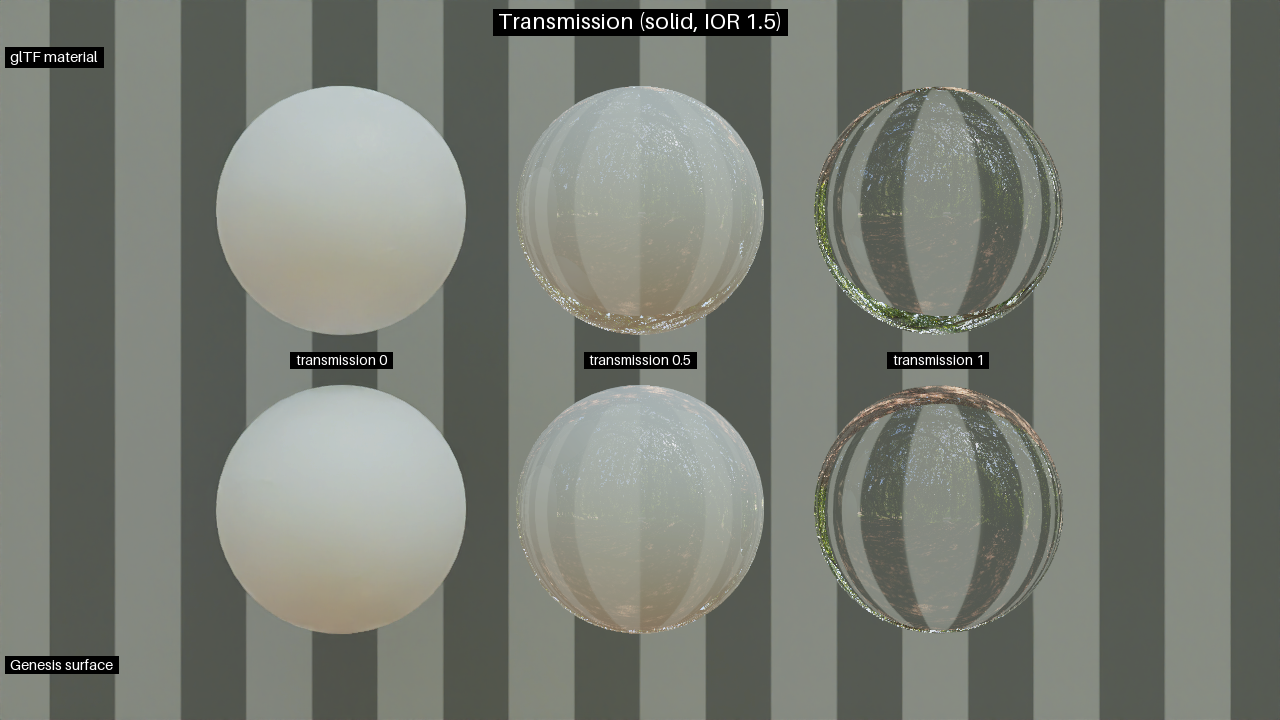 Transmission (solid, IOR 1.5)
glTF material
transmission 0
transmission 0.5
transmission 1
Genesis surface